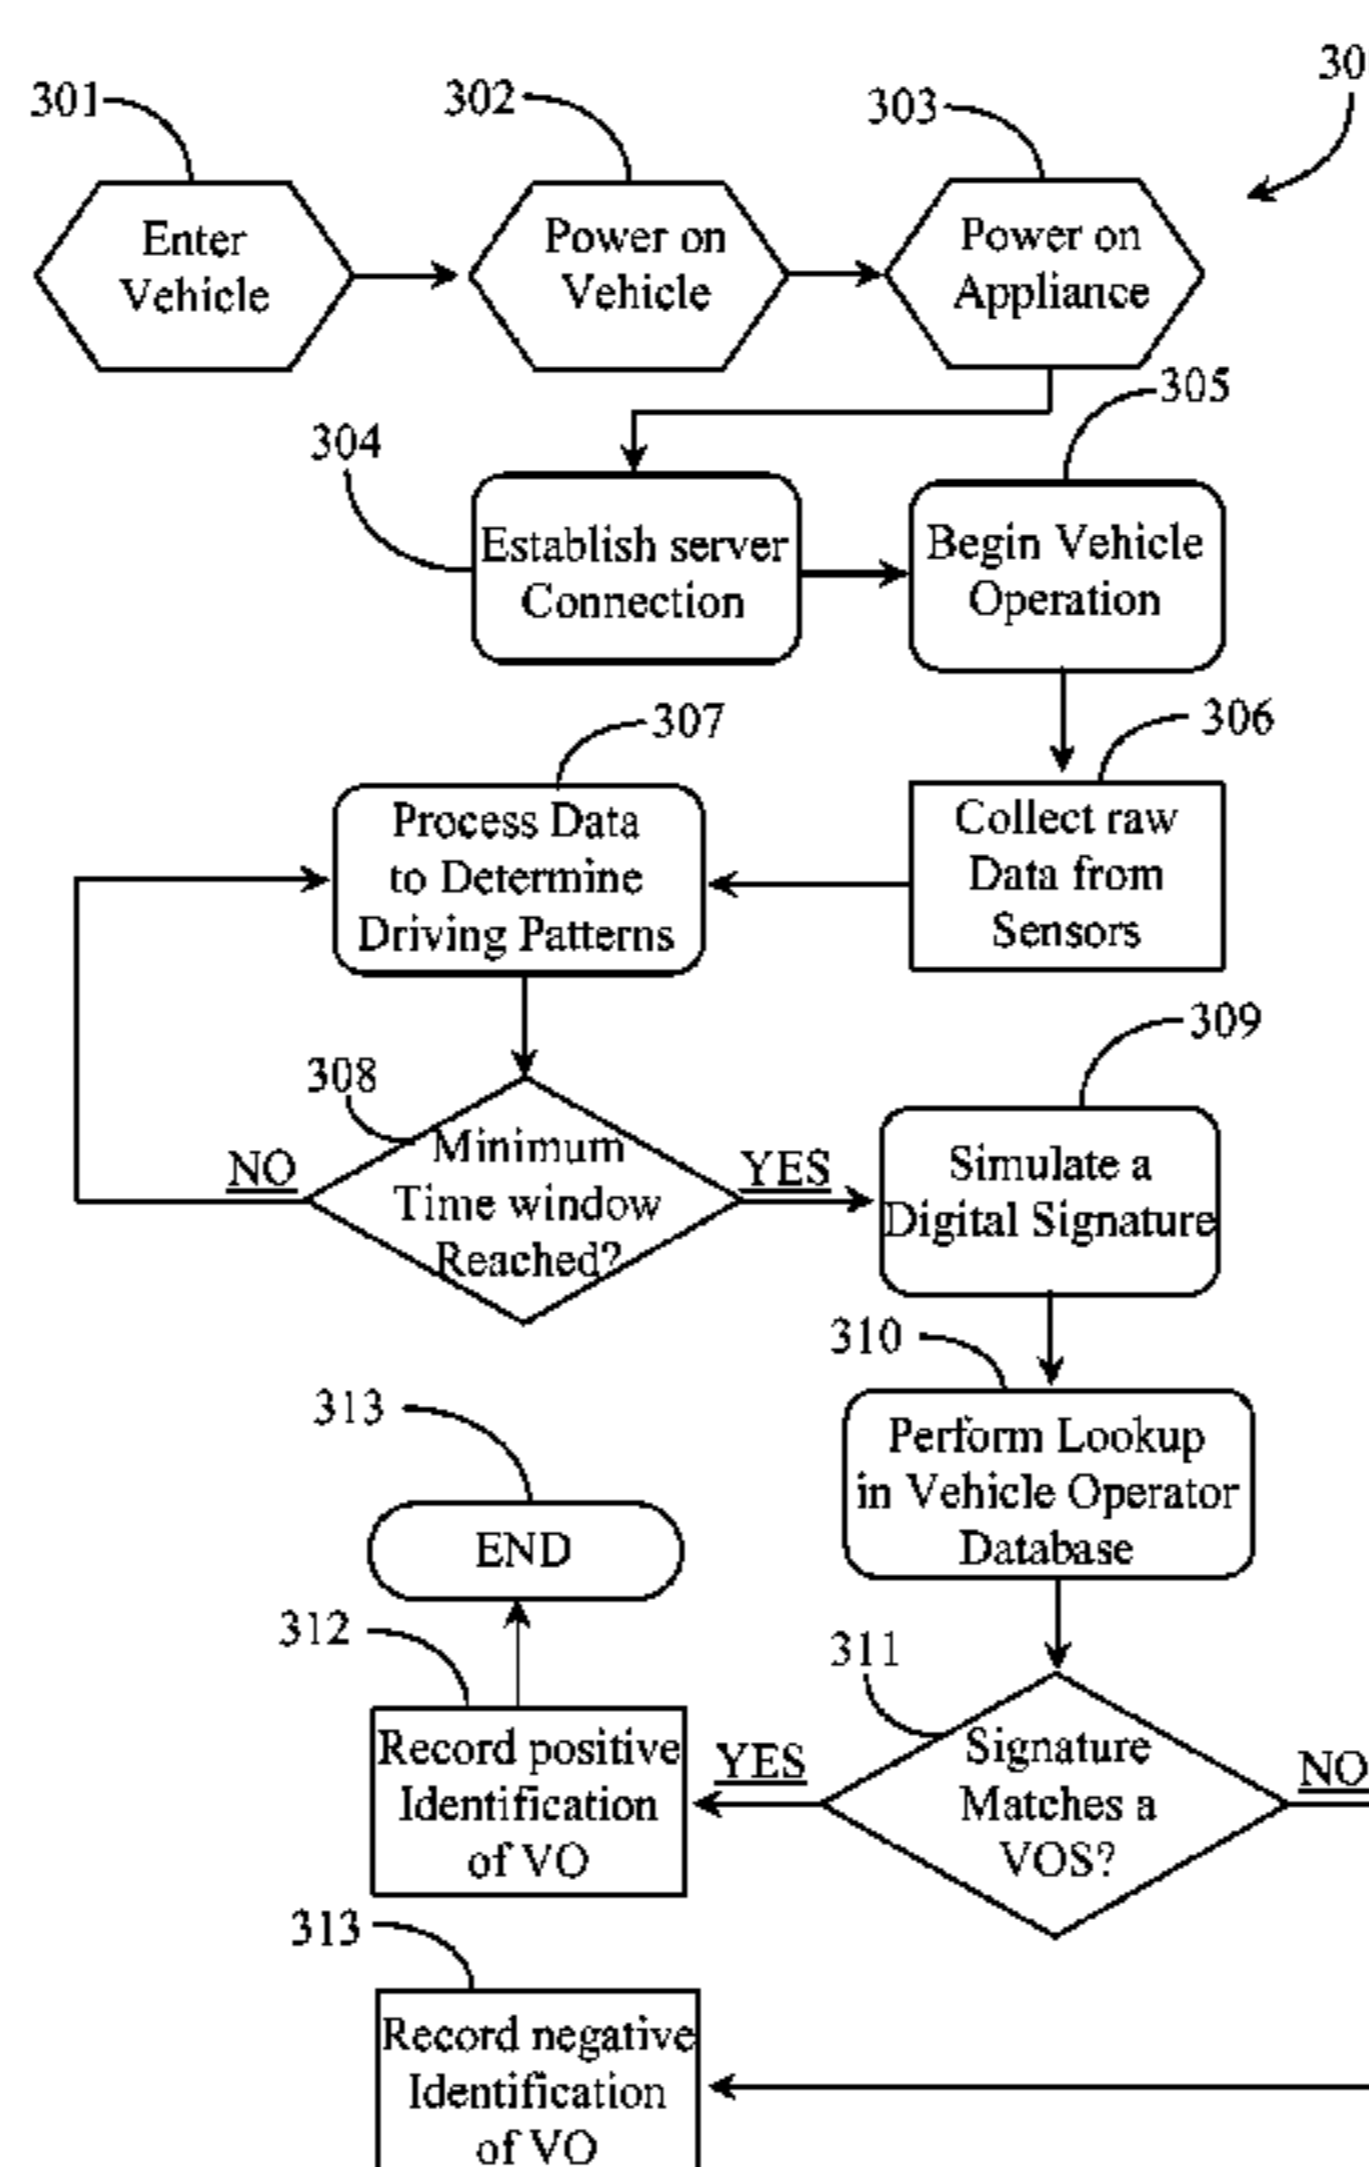 30
301
302
303
Enter
Vehicle
Power on
Vehicle
Power on
Appliance
304
305
Establish server
Connection
Begin Vehicle
Operation
307
306
Process Data
to Determine
Driving Patterns
Collect raw
Data from
Sensors
308
309
NO
Minimum
Time window
Reached?
YES
Simulate a
Digital Signature
310
Perform Lookup
in Vehicle Operator
Database
313
END
312
311
Record positive
Identification
of VO
YES
Signature
Matches a
VOS?
NO
313
Record negative
Identification
of VO